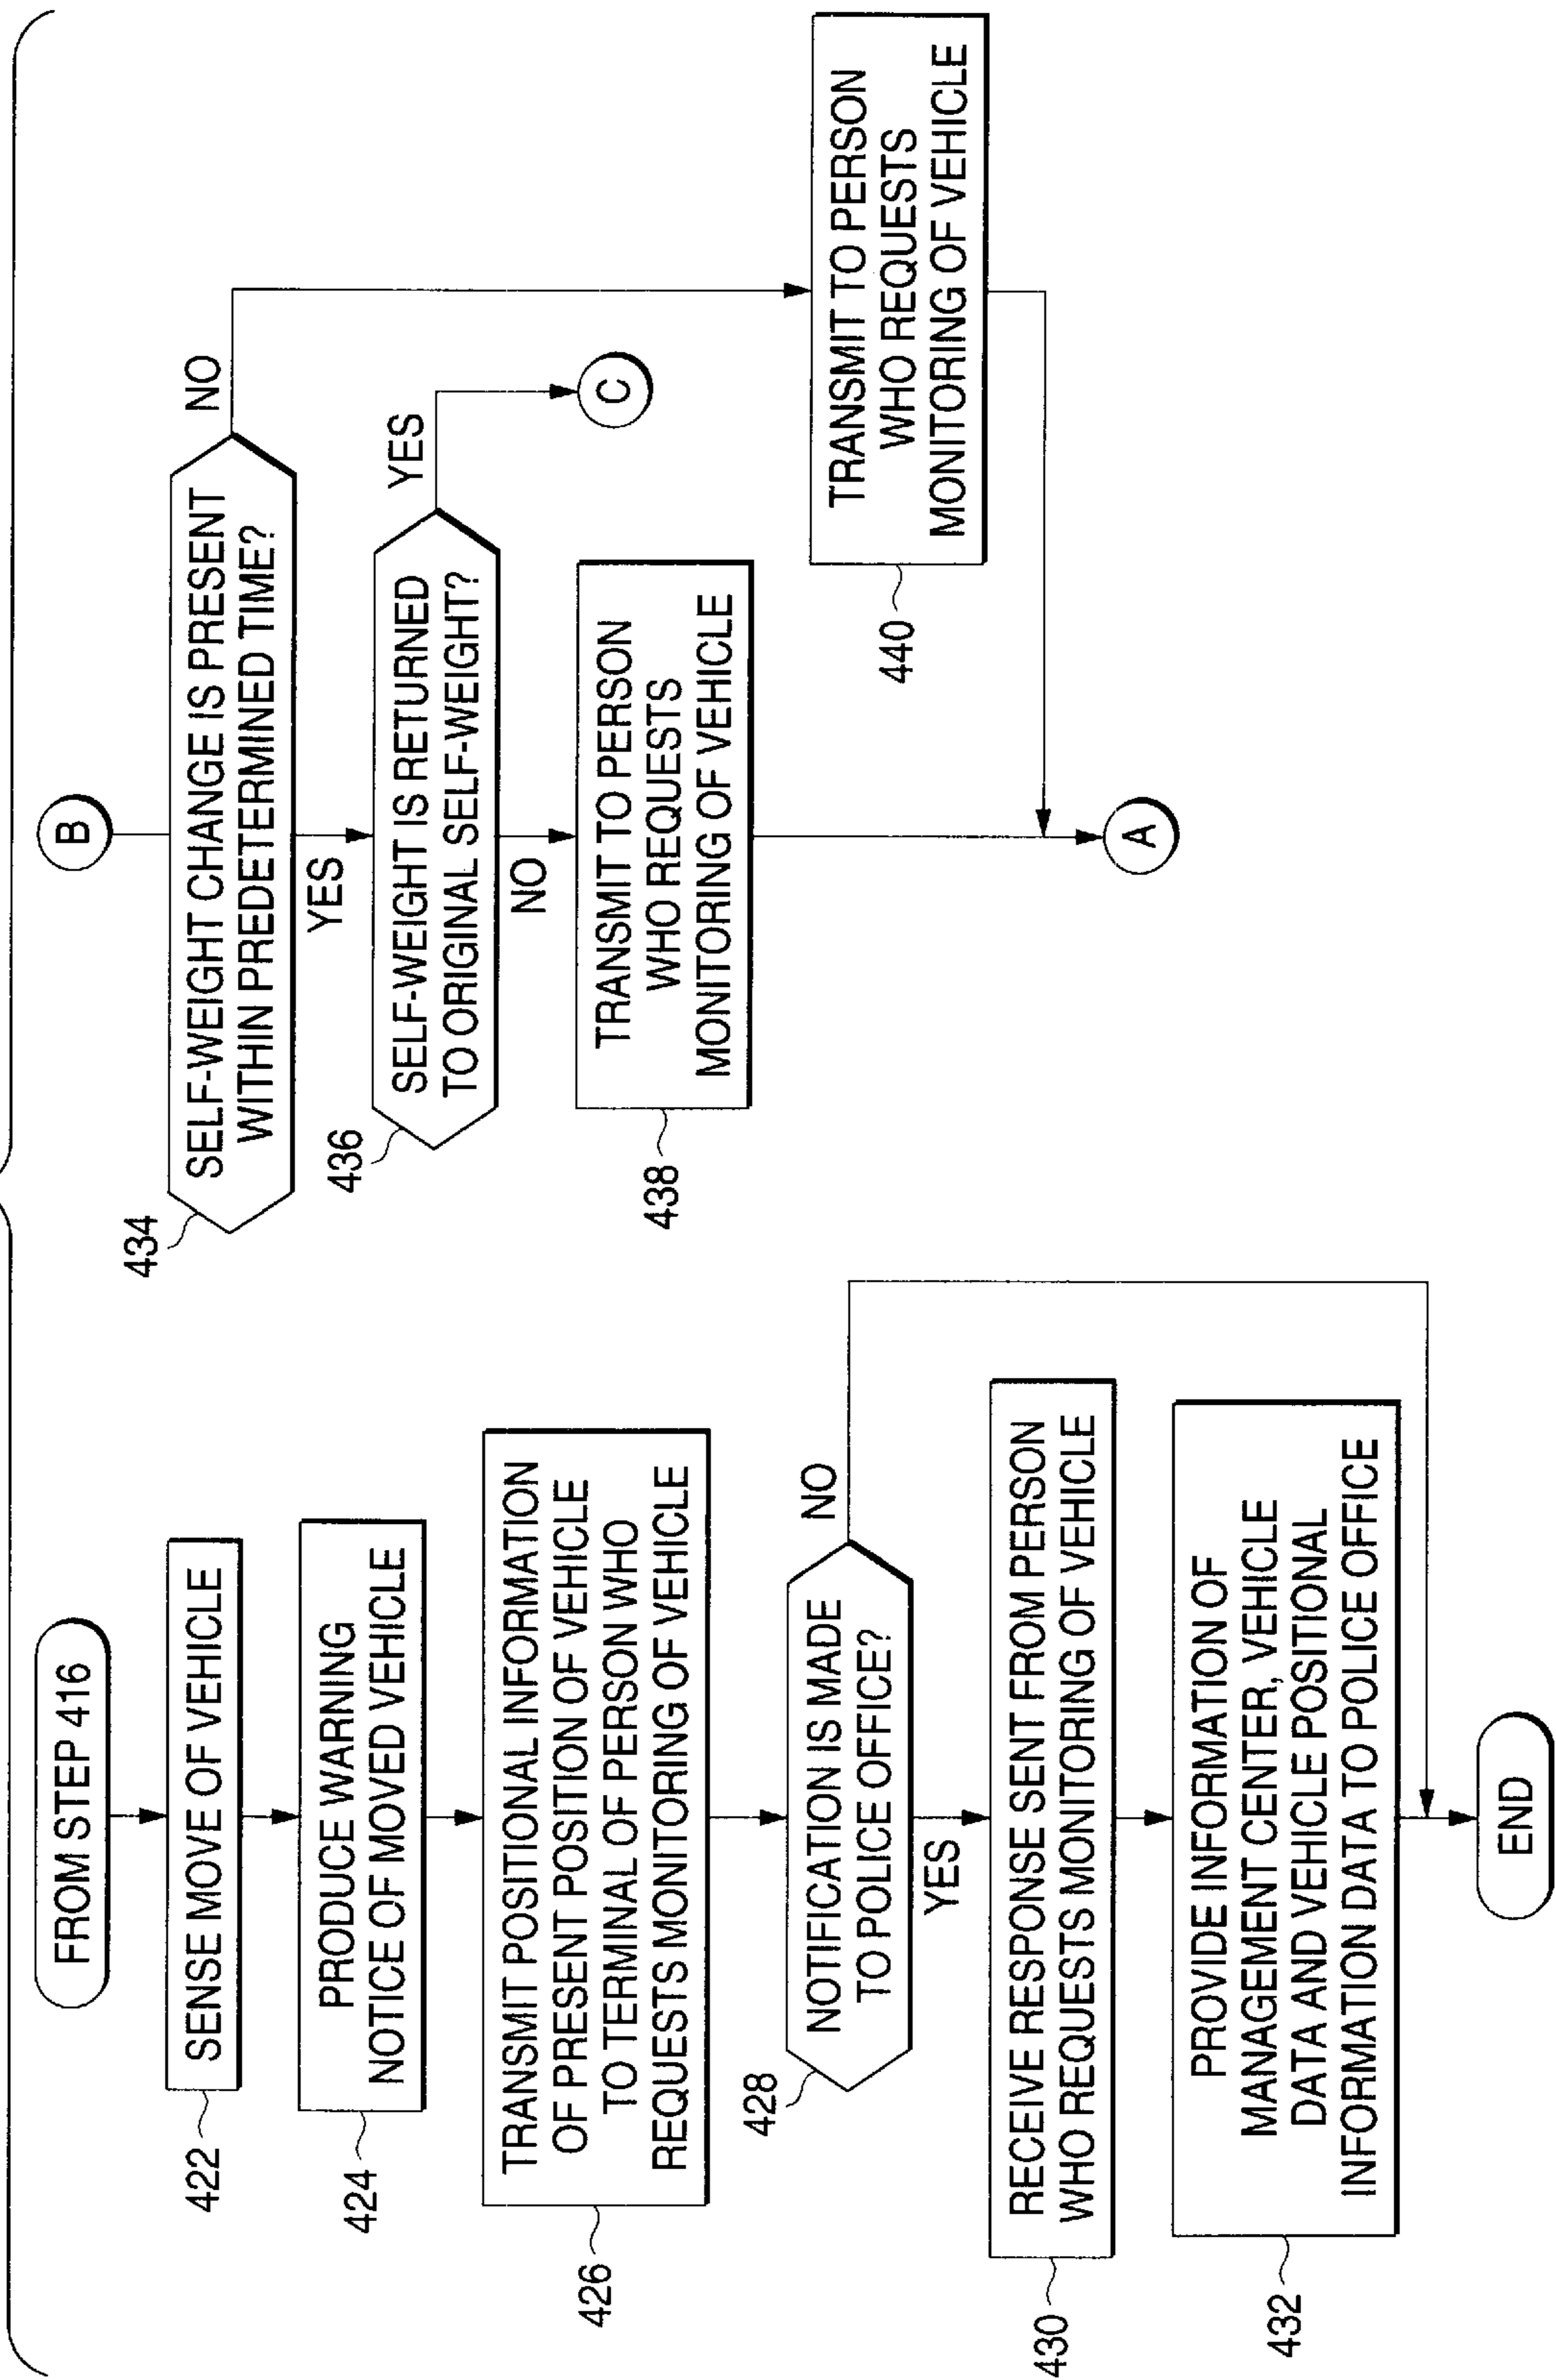 FROM STEP 416
422
SENSE MOVE OF VEHICLE
424
PRODUCE WARNING
NOTICE OF MOVED VEHICLE
426
TRANSMIT POSITIONAL INFORMATION
OF PRESENT POSITION OF VEHICLE
TO TERMINAL OF PERSON WHO
REQUESTS MONITORING OF VEHICLE
428
NOTIFICATION IS MADE
TO POLICE OFFICE?
NO
YES
430
RECEIVE RESPONSE SENT FROM PERSON
WHO REQUESTS MONITORING OF VEHICLE
432
PROVIDE INFORMATION OF
MANAGEMENT CENTER, VEHICLE
DATA AND VEHICLE POSITIONAL
INFORMATION DATA TO POLICE OFFICE
END
B
434
SELF-WEIGHT CHANGE IS PRESENT
WITHIN PREDETERMINED TIME?
NO
YES
436
SELF-WEIGHT IS RETURNED
TO ORIGINAL SELF-WEIGHT?
YES
C
NO
438
TRANSMIT TO PERSON
WHO REQUESTS
MONITORING OF VEHICLE
440
TRANSMIT TO PERSON
WHO REQUESTS
MONITORING OF VEHICLE
A